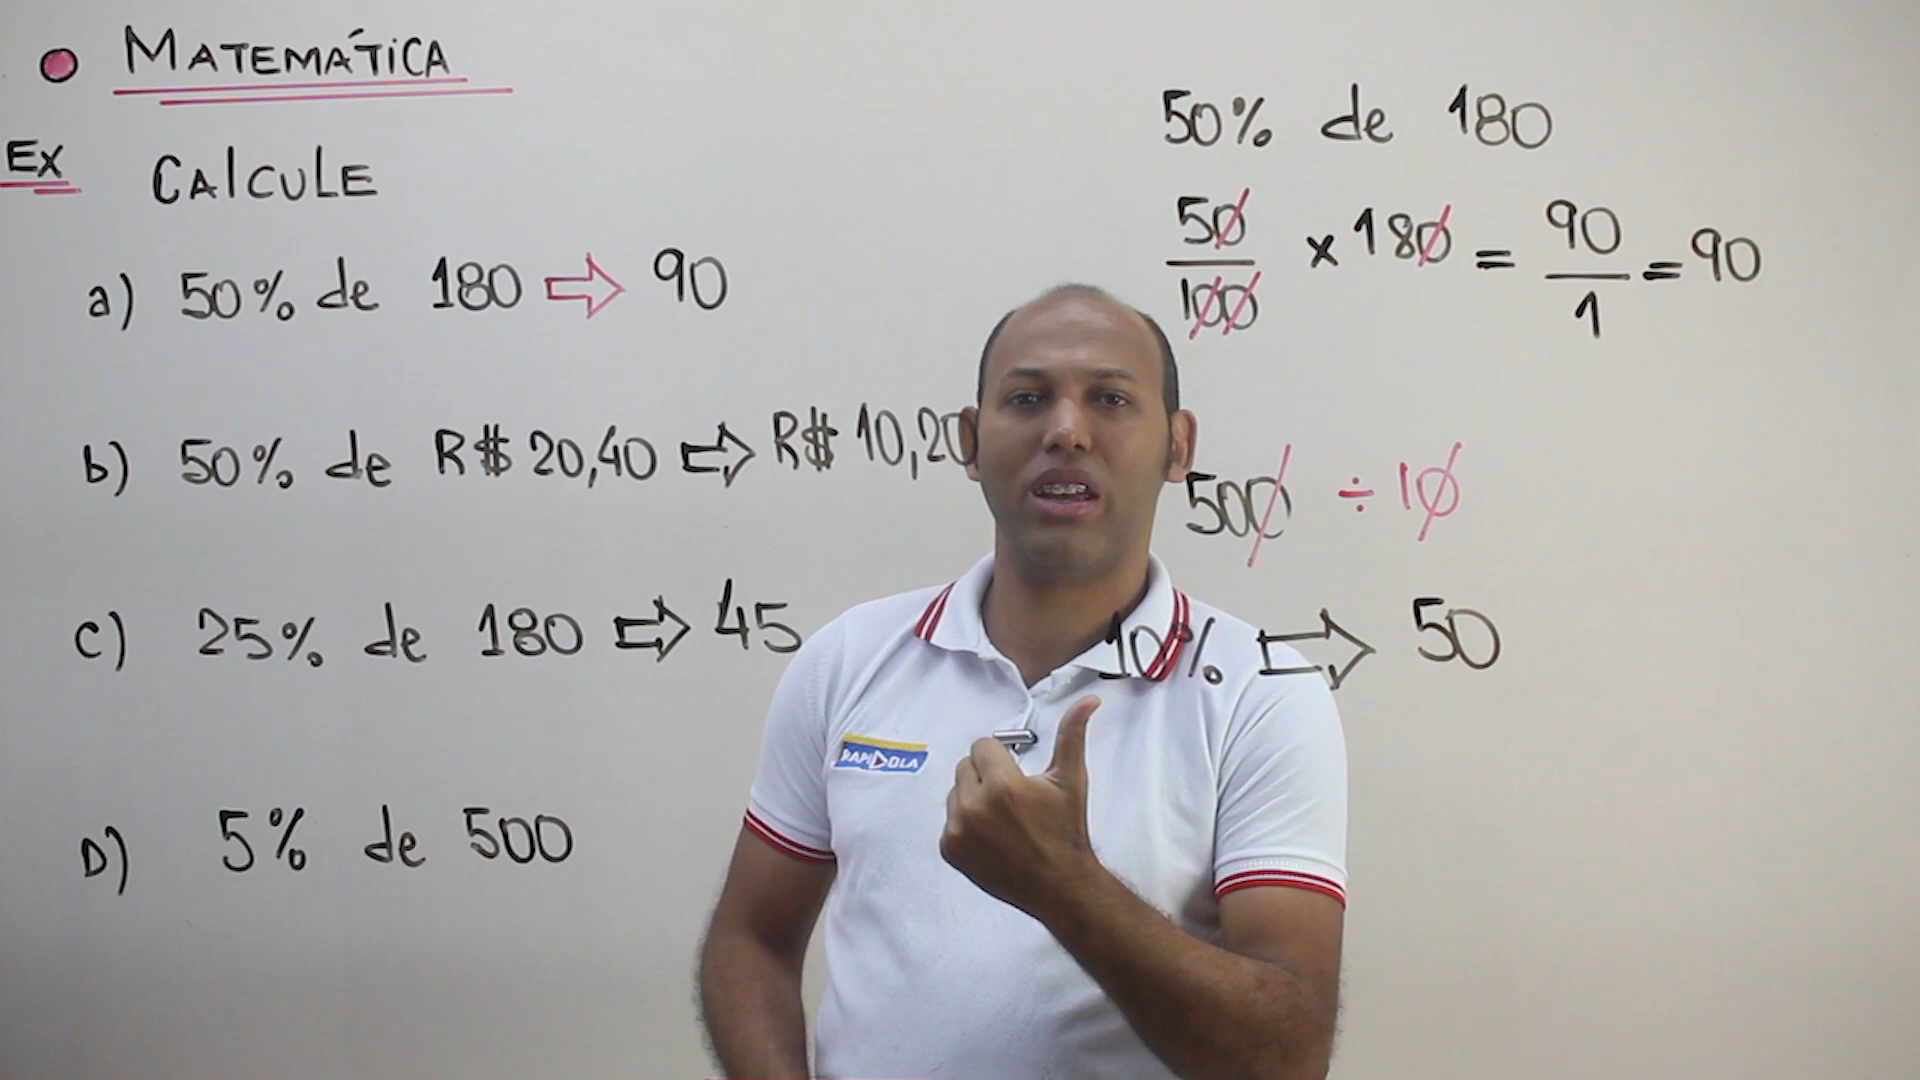 MATEMÁTICA
Ex CALCULE
a) 50% de 180 ⇨ 90
b) 50% de R$ 20,40 ⇨ R$ 10,20
c) 25% de 180 ⇨ 45
D) 5% de 500
50% de 180
50/100 × 180 = 90/1 = 90
500 ÷ 10
10% ⇨ 50